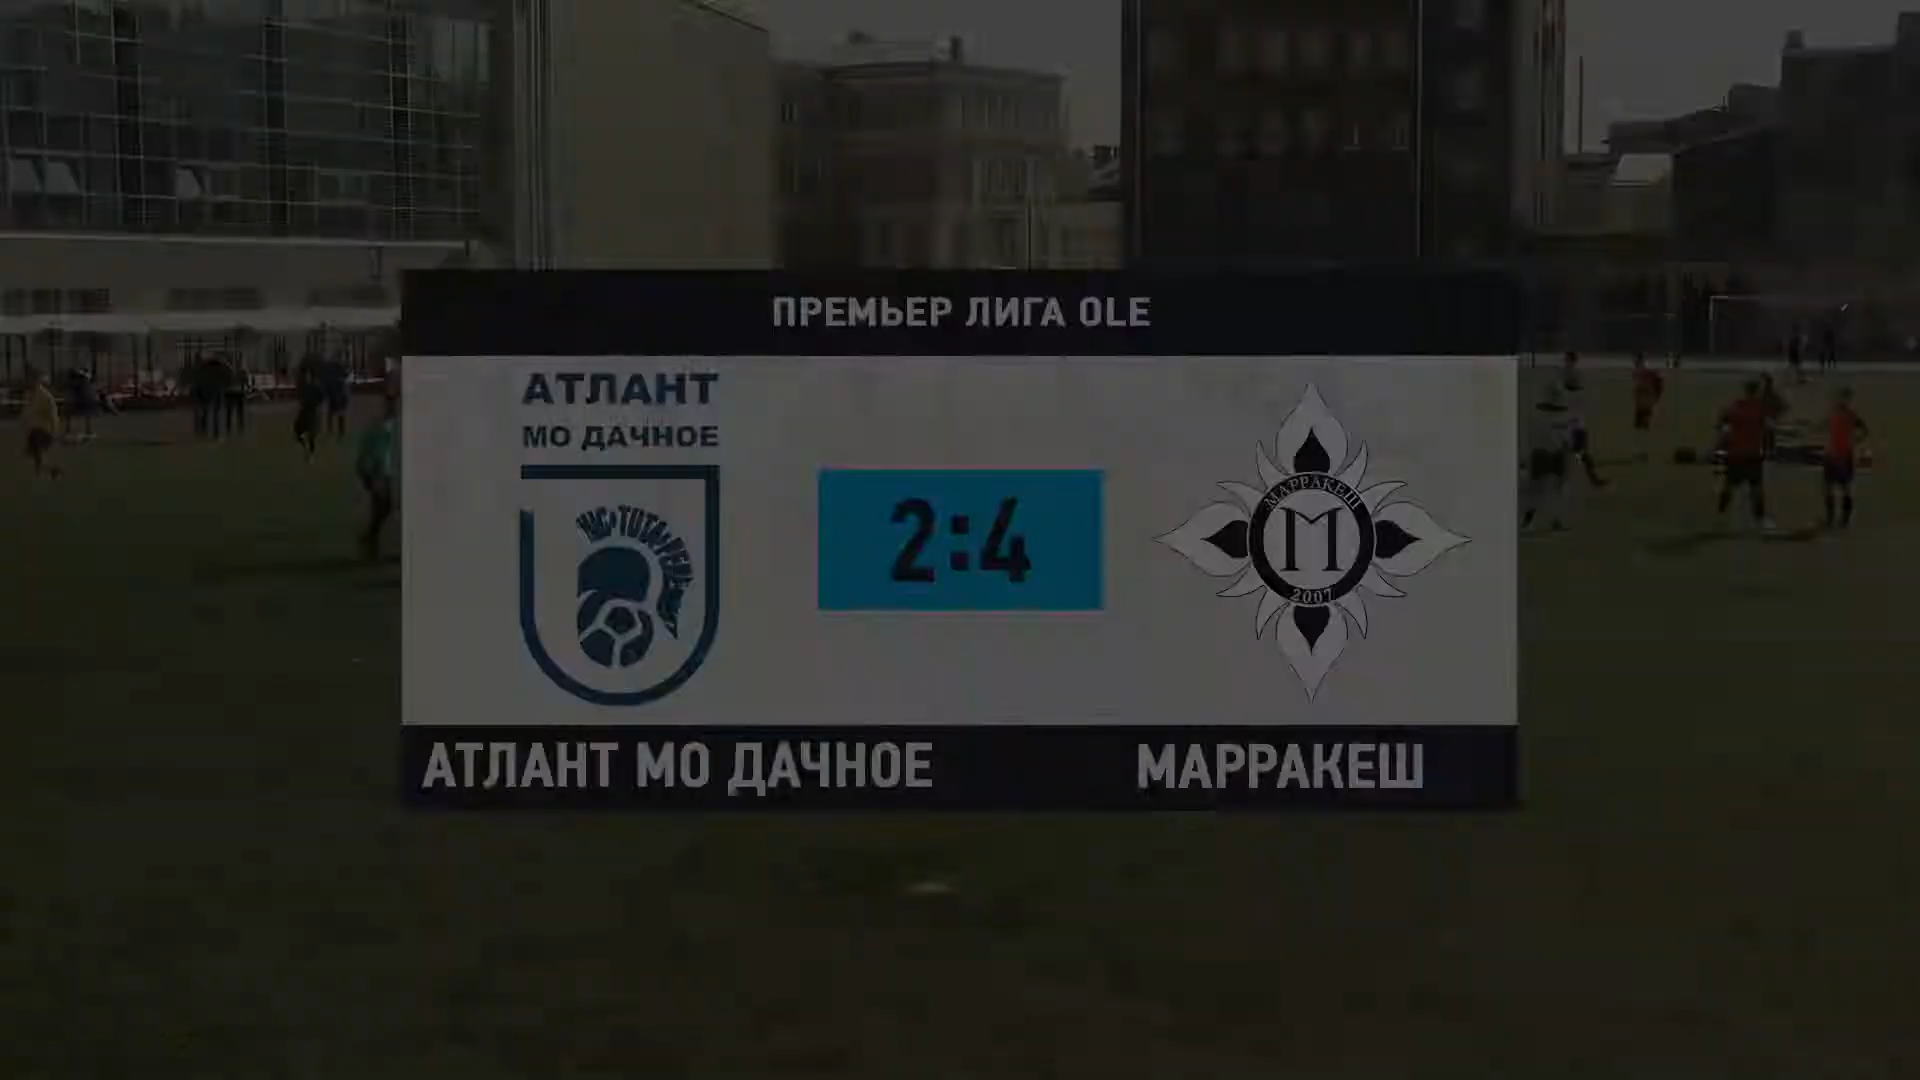 ПРЕМЬЕР ЛИГА OLE
АТЛАНТ
МО ДАЧНОЕ
2:4
МАРРАКЕШ
М
2007
АТЛАНТ МО ДАЧНОЕ
МАРРАКЕШ